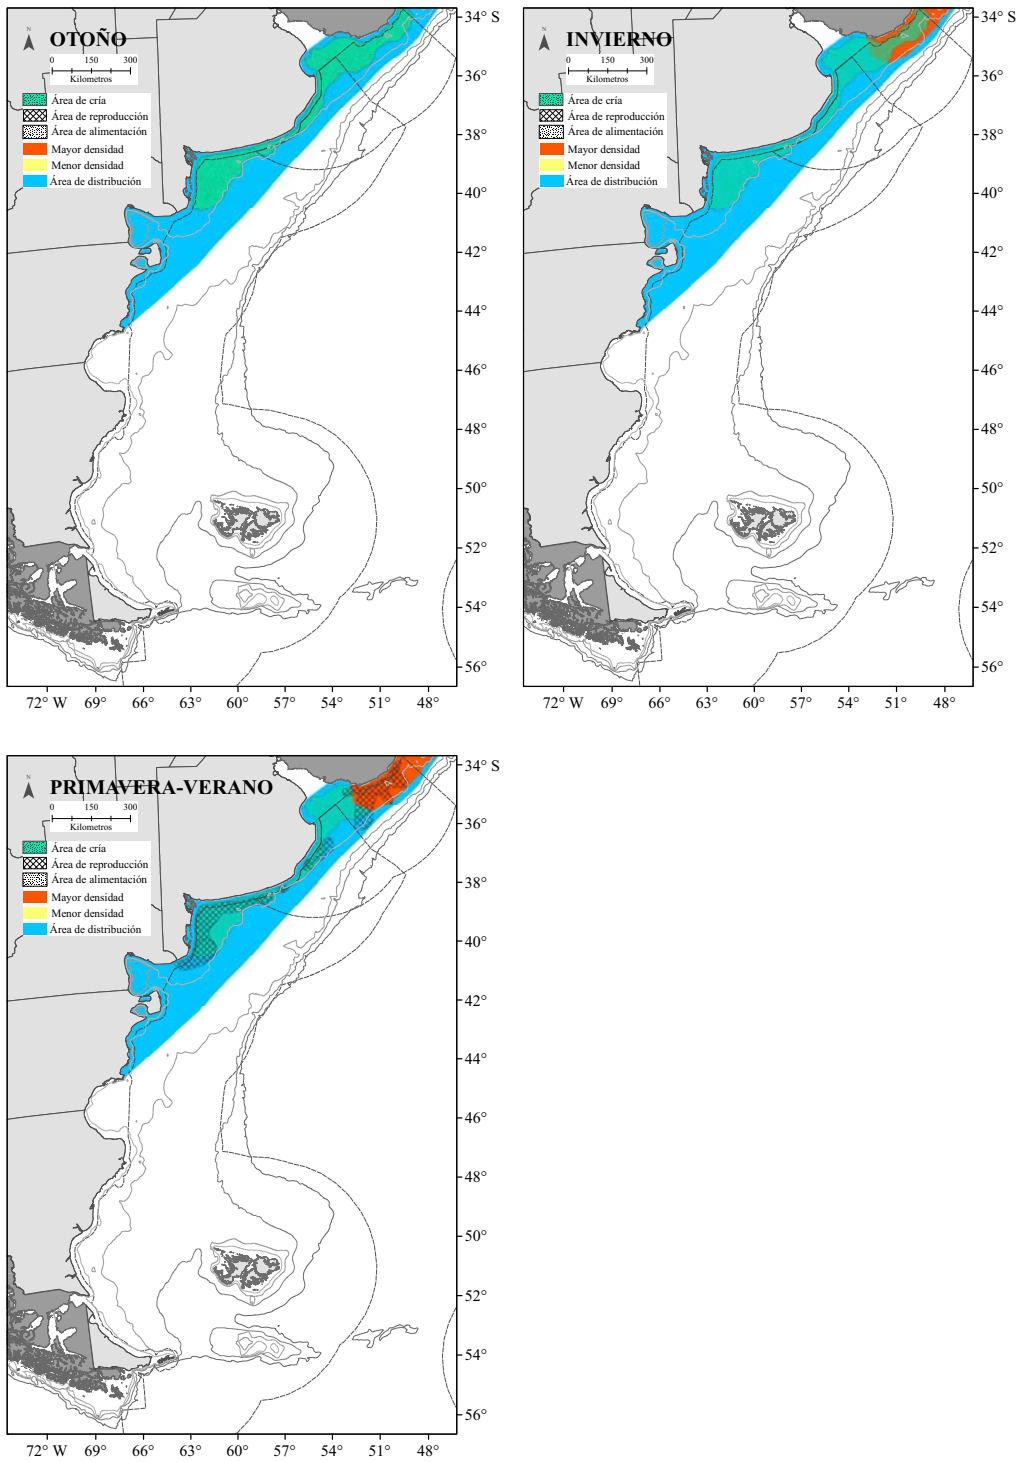 OTOÑO
N
0 150 300
Kilometros
Área de cría
Área de reproducción
Área de alimentación
Mayor densidad
Menor densidad
Área de distribución
34° S
36°
38°
40°
42°
44°
46°
48°
50°
52°
54°
56°
72° W 69° 66° 63° 60° 57° 54° 51° 48°
INVIERNO
N
0 150 300
Kilometros
Área de cría
Área de reproducción
Área de alimentación
Mayor densidad
Menor densidad
Área de distribución
34° S
36°
38°
40°
42°
44°
46°
48°
50°
52°
54°
56°
72° W 69° 66° 63° 60° 57° 54° 51° 48°
PRIMAVERA-VERANO
N
0 150 300
Kilometros
Área de cría
Área de reproducción
Área de alimentación
Mayor densidad
Menor densidad
Área de distribución
34° S
36°
38°
40°
42°
44°
46°
48°
50°
52°
54°
56°
72° W 69° 66° 63° 60° 57° 54° 51° 48°